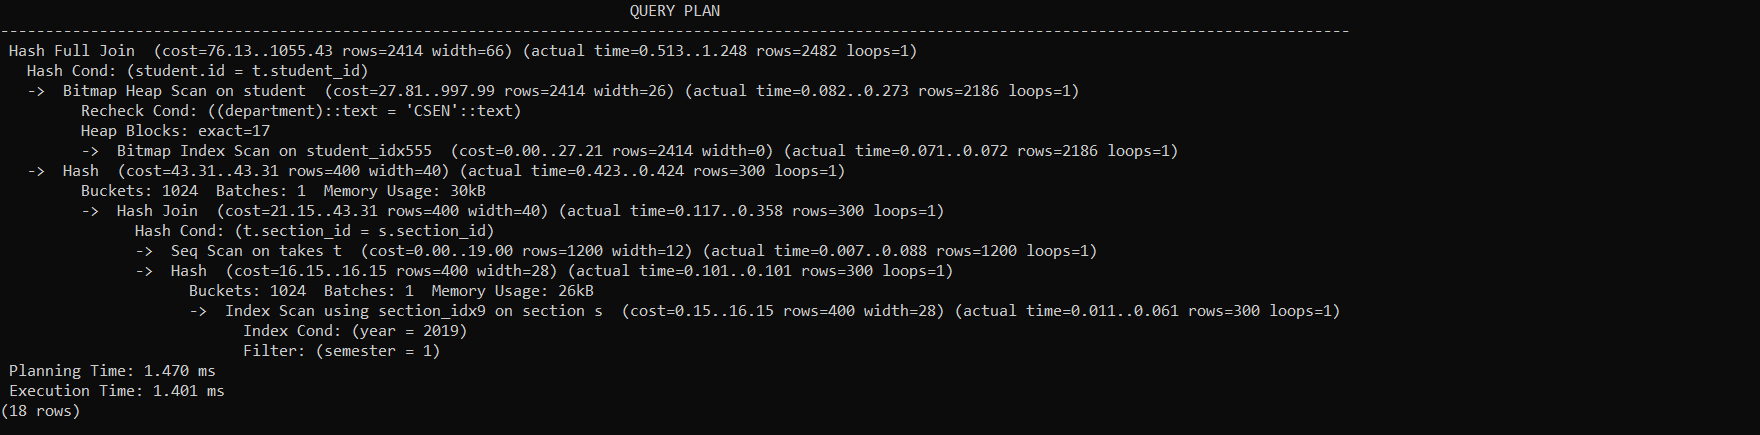 QUERY PLAN
------------------------------------------------------------------------------------------------------------------------------------------------------
Hash Full Join  (cost=76.13..1055.43 rows=2414 width=66) (actual time=0.513..1.248 rows=2482 loops=1)
  Hash Cond: (student.id = t.student_id)
  ->  Bitmap Heap Scan on student  (cost=27.81..997.99 rows=2414 width=26) (actual time=0.082..0.273 rows=2186 loops=1)
        Recheck Cond: ((department)::text = 'CSEN'::text)
        Heap Blocks: exact=17
        ->  Bitmap Index Scan on student_idx555  (cost=0.00..27.21 rows=2414 width=0) (actual time=0.071..0.072 rows=2186 loops=1)
  ->  Hash  (cost=43.31..43.31 rows=400 width=40) (actual time=0.423..0.424 rows=300 loops=1)
        Buckets: 1024  Batches: 1  Memory Usage: 30kB
        ->  Hash Join  (cost=21.15..43.31 rows=400 width=40) (actual time=0.117..0.358 rows=300 loops=1)
              Hash Cond: (t.section_id = s.section_id)
              ->  Seq Scan on takes t  (cost=0.00..19.00 rows=1200 width=12) (actual time=0.007..0.088 rows=1200 loops=1)
              ->  Hash  (cost=16.15..16.15 rows=400 width=28) (actual time=0.101..0.101 rows=300 loops=1)
                    Buckets: 1024  Batches: 1  Memory Usage: 26kB
                    ->  Index Scan using section_idx9 on section s  (cost=0.15..16.15 rows=400 width=28) (actual time=0.011..0.061 rows=300 loops=1)
                          Index Cond: (year = 2019)
                          Filter: (semester = 1)
Planning Time: 1.470 ms
Execution Time: 1.401 ms
(18 rows)